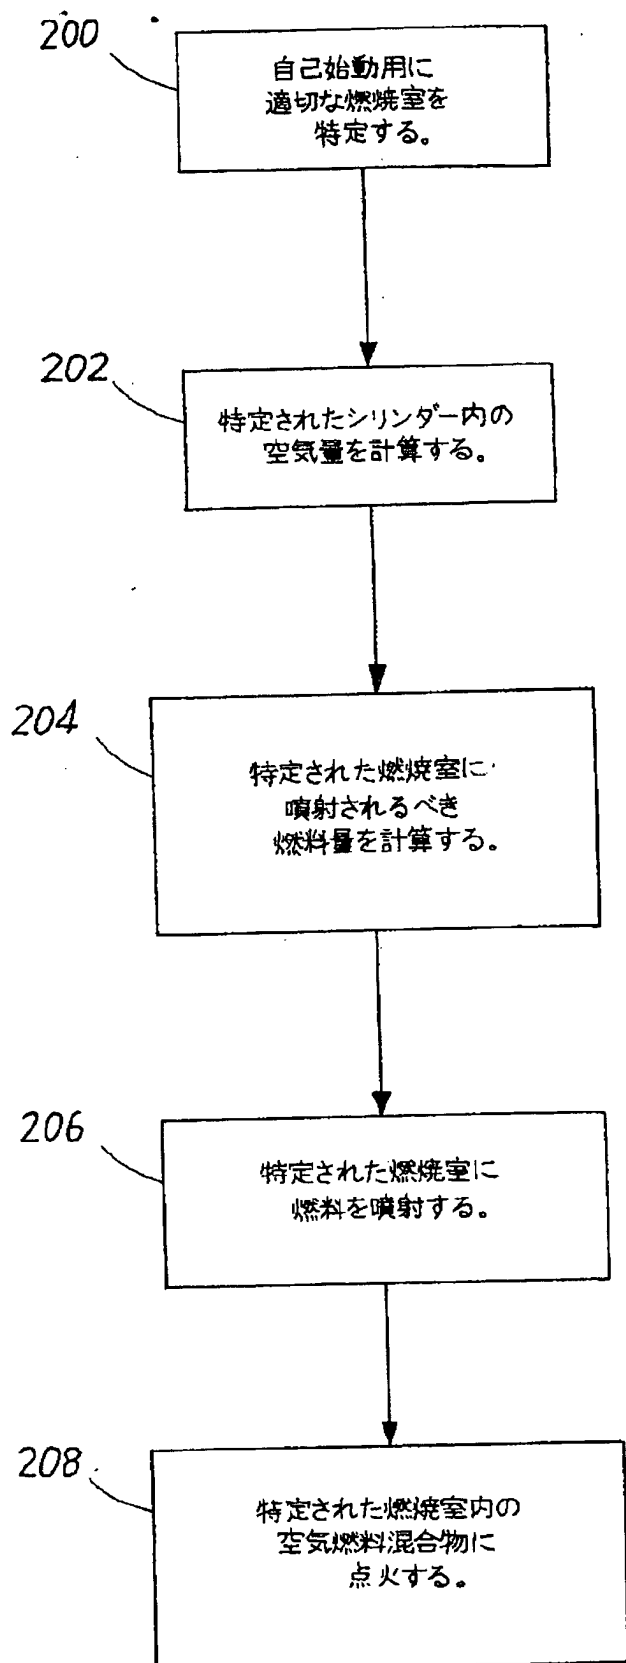 200
自己始動用に
適切な燃焼室を
特定する。
202
特定されたシリンダー内の
空気量を計算する。
204
特定された燃焼室に
噴射されるべき
燃料量を計算する。
206
特定された燃焼室に
燃料を噴射する。
208
特定された燃焼室内の
空気燃料混合物に
点火する。